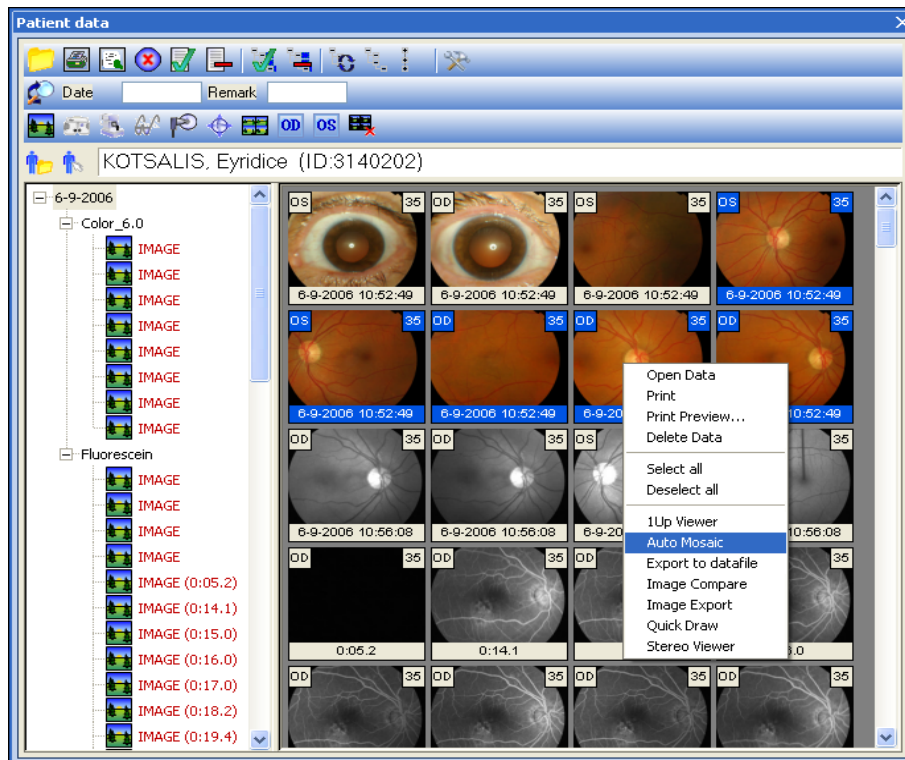 Patient data
Date Remark
OD OS
KOTSALIS, Eyridice (ID:3140202)
6-9-2006
Color_6.0
IMAGE
IMAGE
IMAGE
IMAGE
IMAGE
IMAGE
IMAGE
IMAGE
Fluorescein
IMAGE
IMAGE
IMAGE
IMAGE
IMAGE (0:05.2)
IMAGE (0:14.1)
IMAGE (0:15.0)
IMAGE (0:16.0)
IMAGE (0:17.0)
IMAGE (0:18.2)
IMAGE (0:19.4)
OS 35 OD 35 OS 35 OS 35
6-9-2006 10:52:49 6-9-2006 10:52:49 6-9-2006 10:52:49 6-9-2006 10:52:49
OS 35 OD 35 OD 35 OD 35
6-9-2006 10:52:49 6-9-2006 10:52:49 6-9-20 10:52:49
OD 35 OD 35 OS 35
6-9-2006 10:56:08 6-9-2006 10:56:08 6-9-20 10:56:08
OD 35 OD 35 OD 35
0:05.2 0:14.1
OD 35 OD 35 OD 35 OD 35
Open Data
Print
Print Preview...
Delete Data
Select all
Deselect all
1Up Viewer
Auto Mosaic
Export to datafile
Image Compare
Image Export
Quick Draw
Stereo Viewer